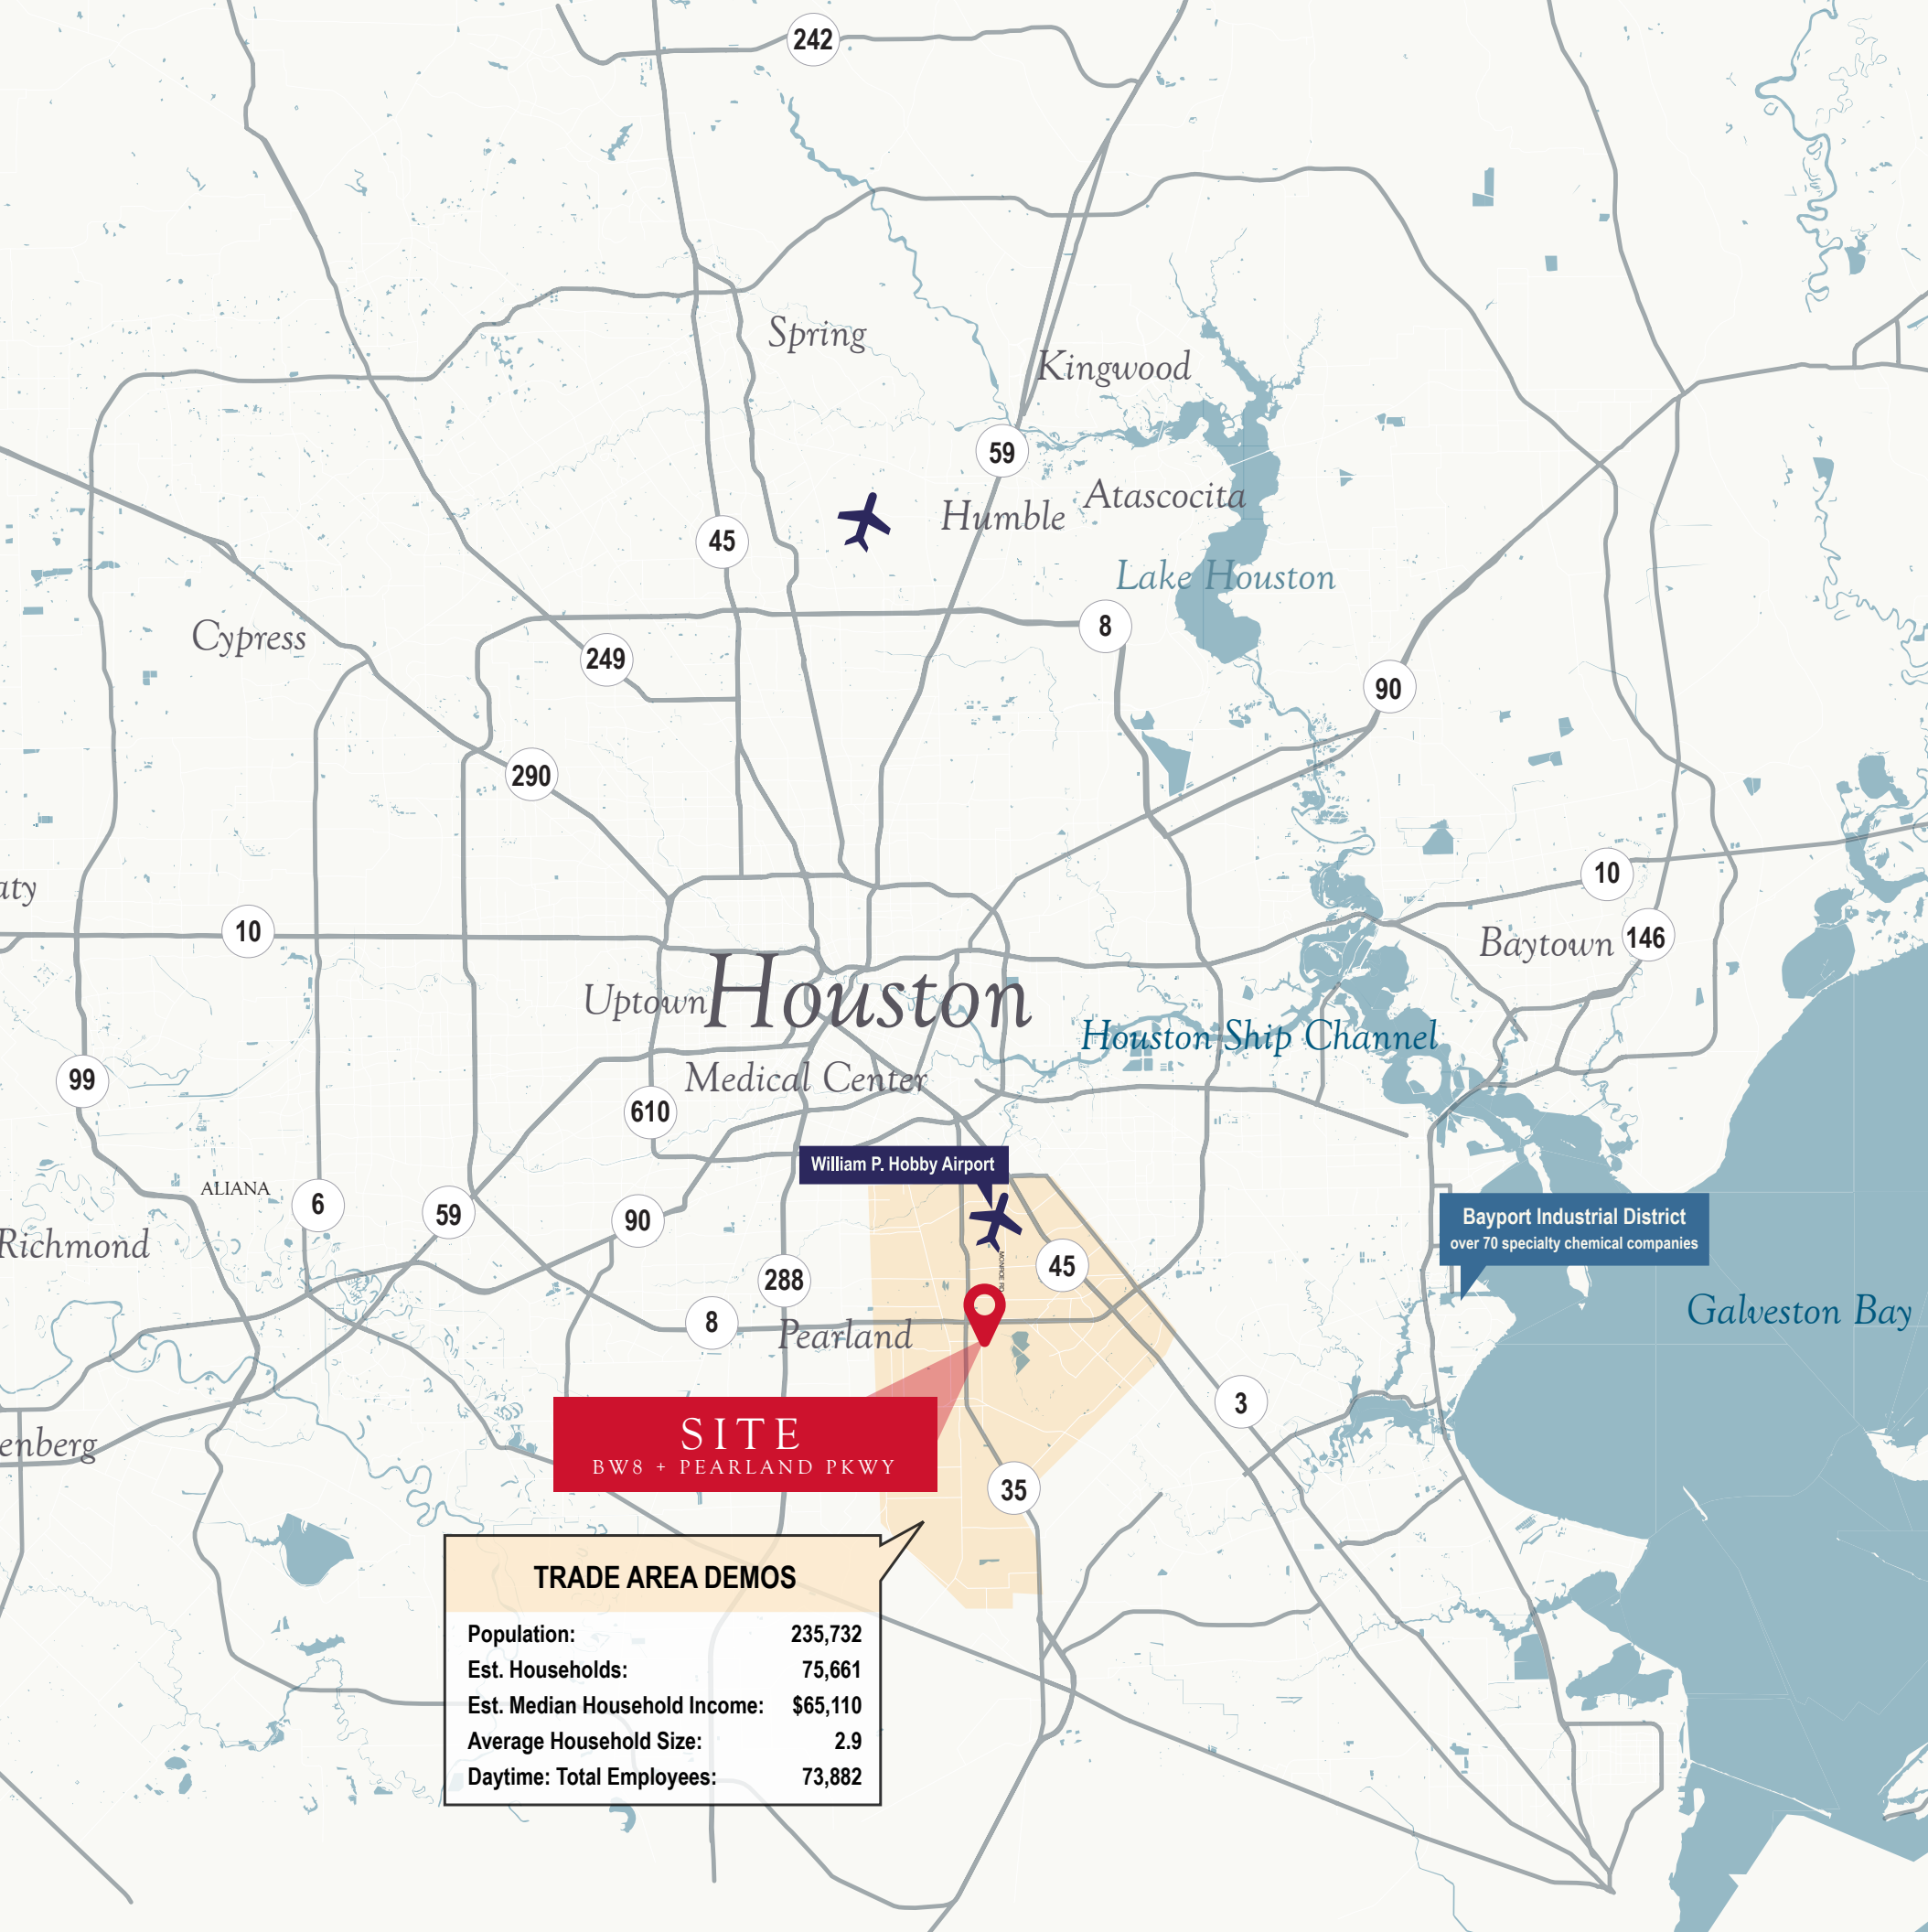 242
Spring
Kingwood
59
Humble
Atascocita
45
Lake Houston
8
Cypress
249
90
290
10
aty
10
Baytown
146
Uptown
Houston
Houston Ship Channel
Medical Center
99
610
William P. Hobby Airport
ALIANA
6
59
90
Richmond
Bayport Industrial District
over 70 specialty chemical companies
MONROE RD
45
288
8
Pearland
Galveston Bay
3
SITE
BW8 + PEARLAND PKWY
enberg
35
TRADE AREA DEMOS
Population: 235,732
Est. Households: 75,661
Est. Median Household Income: $65,110
Average Household Size: 2.9
Daytime: Total Employees: 73,882